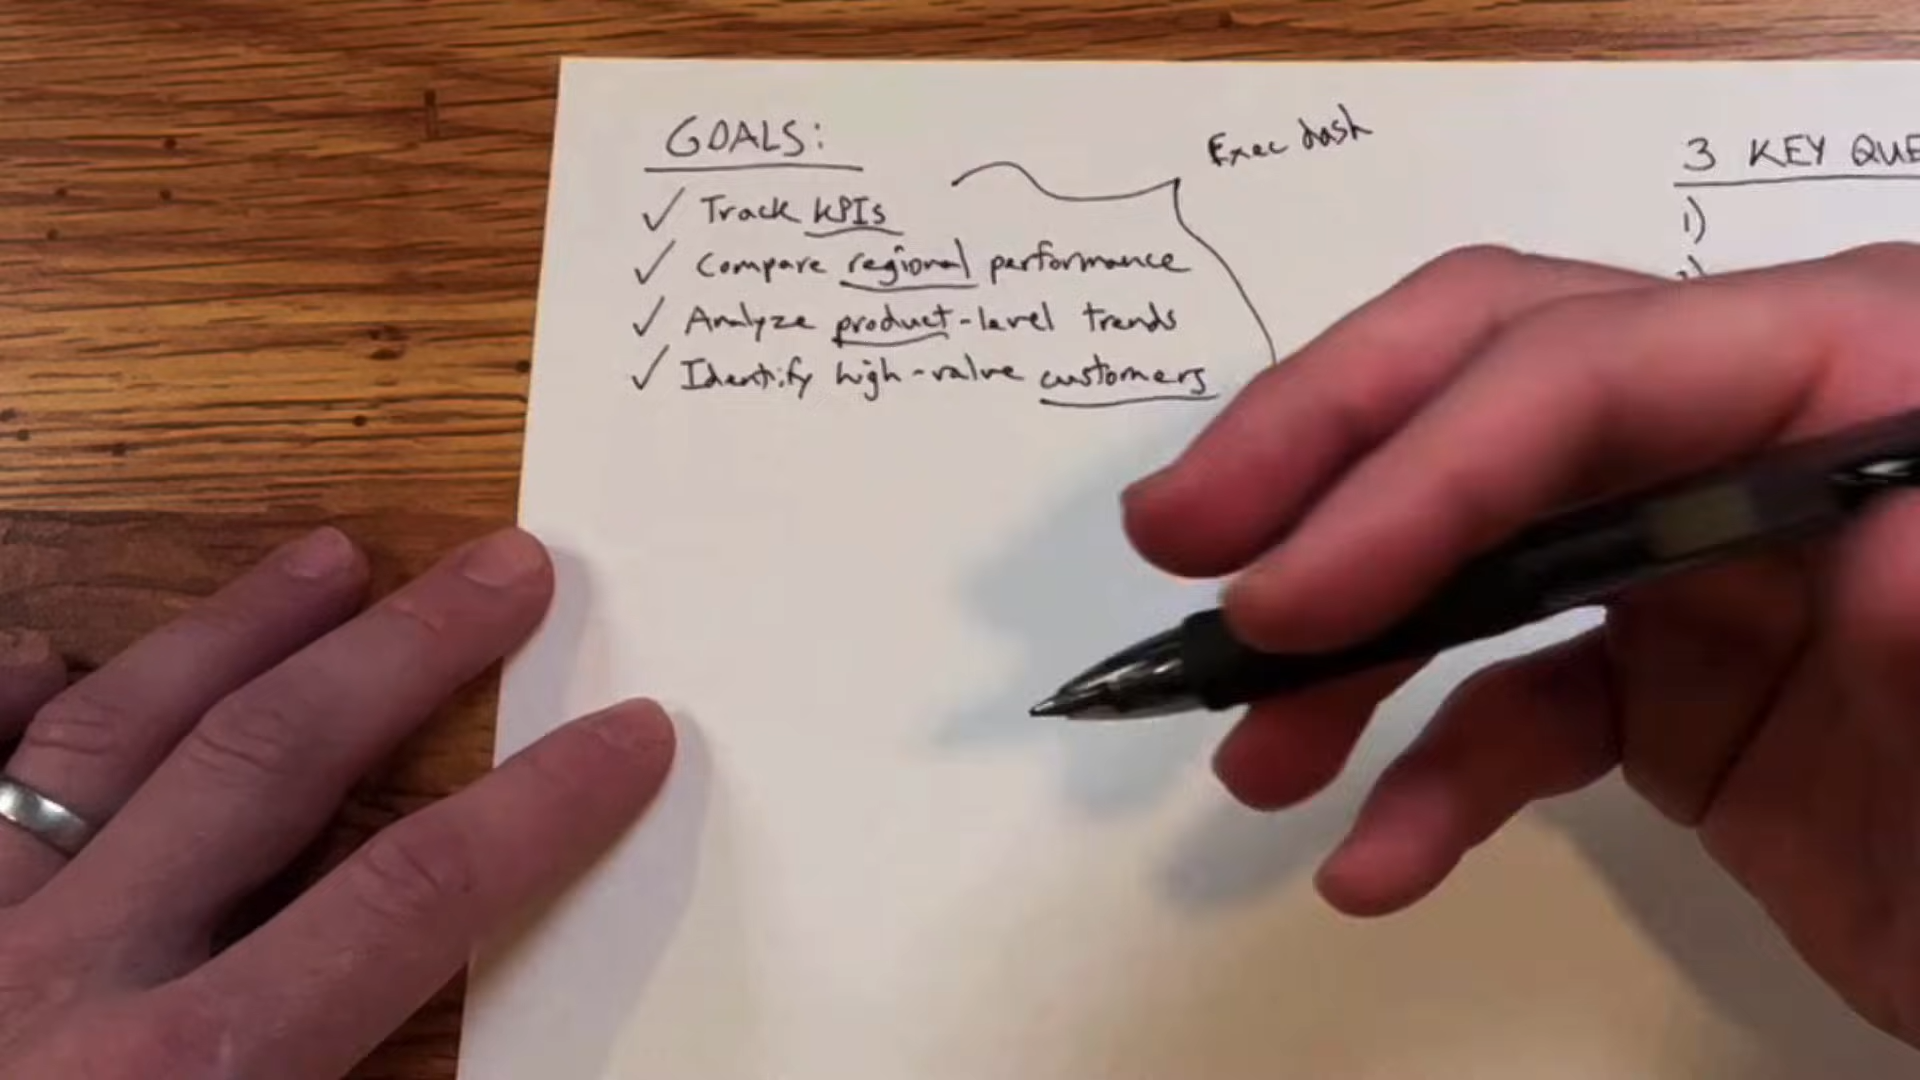 GOALS:
✓ Track KPIs
✓ Compare regional performance
✓ Analyze product-level trends
✓ Identify high-value customers
Exec dash
3 KEY QUE
1)